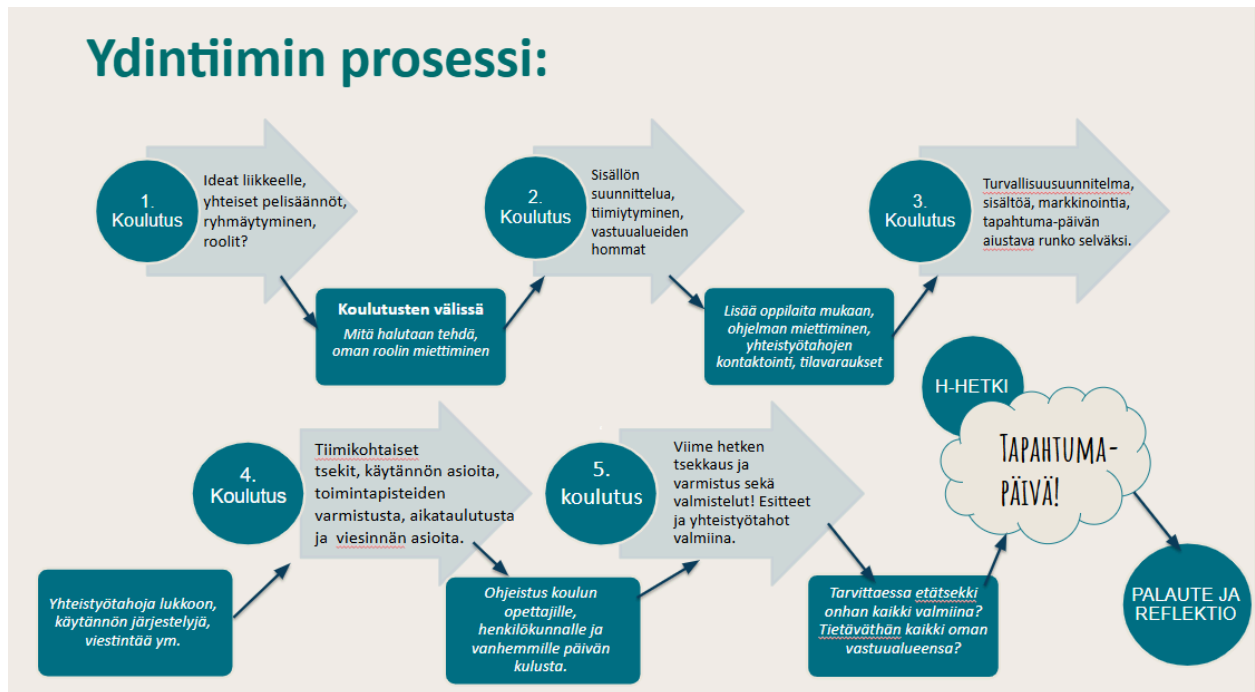 Ydintiimin prosessi:
1.
Koulutus
Ideat liikkeelle,
yhteiset pelisäännöt,
ryhmäytyminen,
roolit?
Koulutusten välissä
Mitä halutaan tehdä,
oman roolin miettiminen
2.
Koulutus
Sisällön
suunnittelua,
tiimiytyminen,
vastuualueiden
hommat
Lisää oppilaita mukaan,
ohjelman miettiminen,
yhteistyötahojen
kontaktointi, tilavaraukset
3.
Koulutus
Turvallisuusuunnitelma,
sisältöä, markkinointia,
tapahtuma-päivän
aiustava runko selväksi.
Yhteistyötahoja lukkoon,
käytännön järjestelyjä,
viestintää ym.
4.
Koulutus
Tiimikohtaiset
tsekit, käytännön asioita,
toimintapisteiden
varmistusta, aikataulutusta
ja viesinnän asioita.
Ohjeistus koulun
opettajille,
henkilökunnalle ja
vanhemmille päivän
kulusta.
5.
koulutus
Viime hetken
tsekkaus ja
varmistus sekä
valmistelut! Esitteet
ja yhteistyötahot
valmiina.
Tarvittaessa etätsekki
onhan kaikki valmiina?
Tietäväthän kaikki oman
vastuualueensa?
H-HETKI
TAPAHTUMA-
PÄIVÄ!
PALAUTE JA
REFLEKTIO